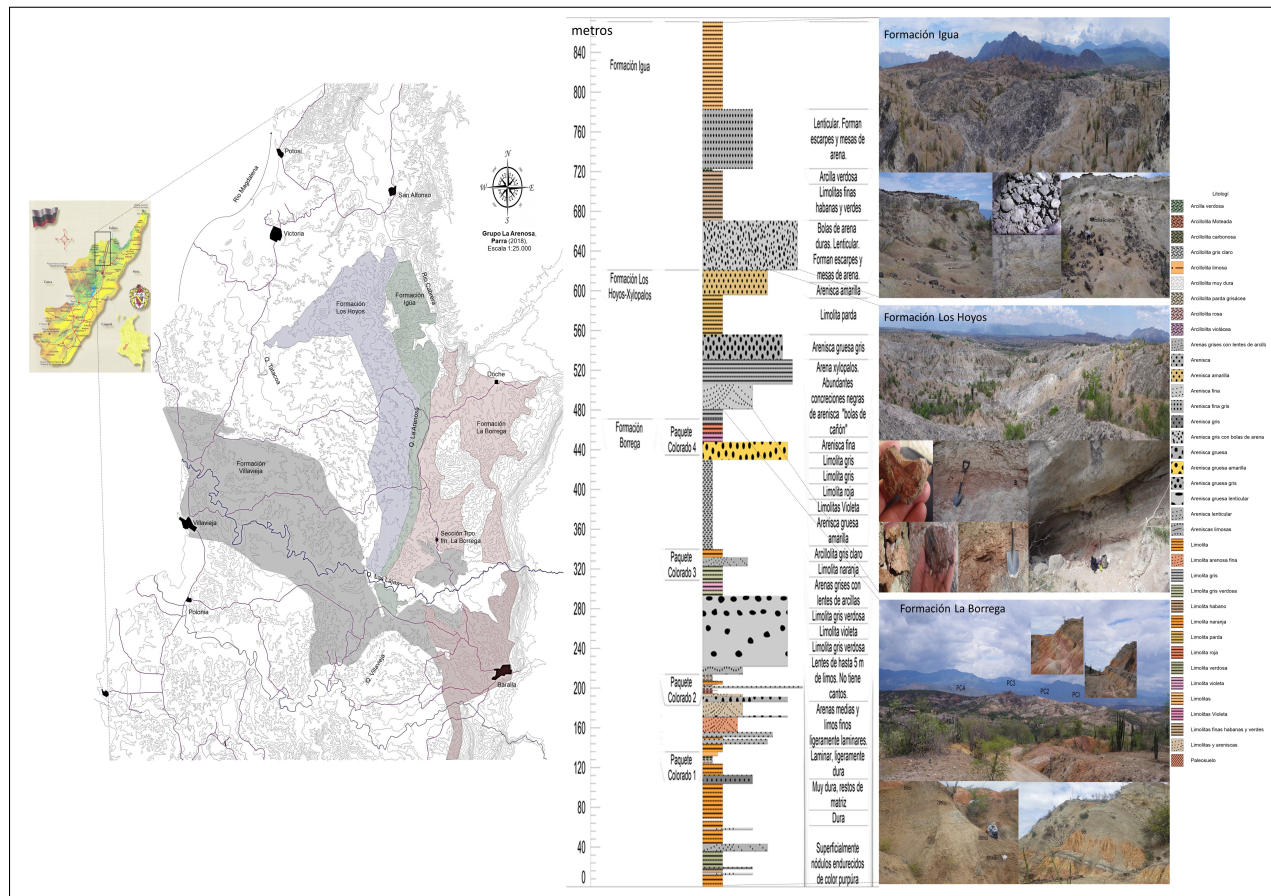 Potosí
Río Magdalena
San Alfonso
N
W
E
S
Victoria
Grupo La Arenosa,
Parra (2018),
Escala 1:25.000
Formación
Los Hoyos
Formación
Igüa
Río Cabrera
Q. Tatacoa
Doche
Q. La Arenosa
Formación
La Borrega
Formación
Villavieja
Villavieja
Sección Tipo
fm. La Borrega
Q. Las Lajas
Polonia
Q. Villavieja
Baraya
metros
840
800
760
720
680
640
600
560
520
480
440
400
360
320
280
240
200
160
120
80
40
0
Formación Igua
Formación Los
Hoyos-Xylopalos
Formación
Borrega
Paquete
Colorado 4
Paquete
Colorado 3
Paquete
Colorado 2
Paquete
Colorado 1
Lenticular. Forman
escarpes y mesas de
arena.
Arcilla verdosa
Limolitas finas
habanas y verdes
Bolas de arena
duras. Lenticular.
Forman escarpes y
mesas de arena.
Arenisca amarilla
Limolita parda
Arenisca gruesa gris
Arena xylopalos.
Abundantes
concreciones negras
de arenisca "bolas de
cañón"
Arenisca fina
Limolita gris
Limolita gris
Limolita roja
Limolitas Violeta
Arenisca gruesa
amarilla
Arcillolita gris claro
Limolita naranja
Arenas grises con
lentes de arcillas
Limolita gris verdosa
Limolita violeta
Limolita gris verdosa
Lentes de hasta 5 m
de limos. No tiene
cantos.
Arenas medias y
limos finos
ligeramente laminares.
Laminar, ligeramente
dura
Muy dura, restos de
matriz
Dura
Superficialmente
nódulos endurecidos
de color purpúra
Formación Igua
Formación Los Hoyos
Formación La Borrega
PC4
PC3
PC2
PC1
Litologí
Arcilla verdosa
Arcillolita Moteada
Arcillolita carbonosa
Arcillolita gris claro
Arcillolita limosa
Arcillolita muy dura
Arcillolita parda grisácea
Arcillolita rosa
Arcillolita violácea
Arenas grises con lentes de arcilla
Arenisca
Arenisca amarilla
Arenisca fina
Arenisca fina gris
Arenisca gris
Arenisca gris con bolas de arena
Arenisca gruesa
Arenisca gruesa amarilla
Arenisca gruesa gris
Arenisca gruesa lenticular
Arenisca lenticular
Areniscas limosas
Limolita
Limolita arenosa fina
Limolita gris
Limolita gris verdosa
Limolita habano
Limolita naranja
Limolita parda
Limolita roja
Limolita verdosa
Limolita violeta
Limolitas
Limolitas Violeta
Limolitas finas habanas y verdes
Limolitas y areniscas
Paleosuelo